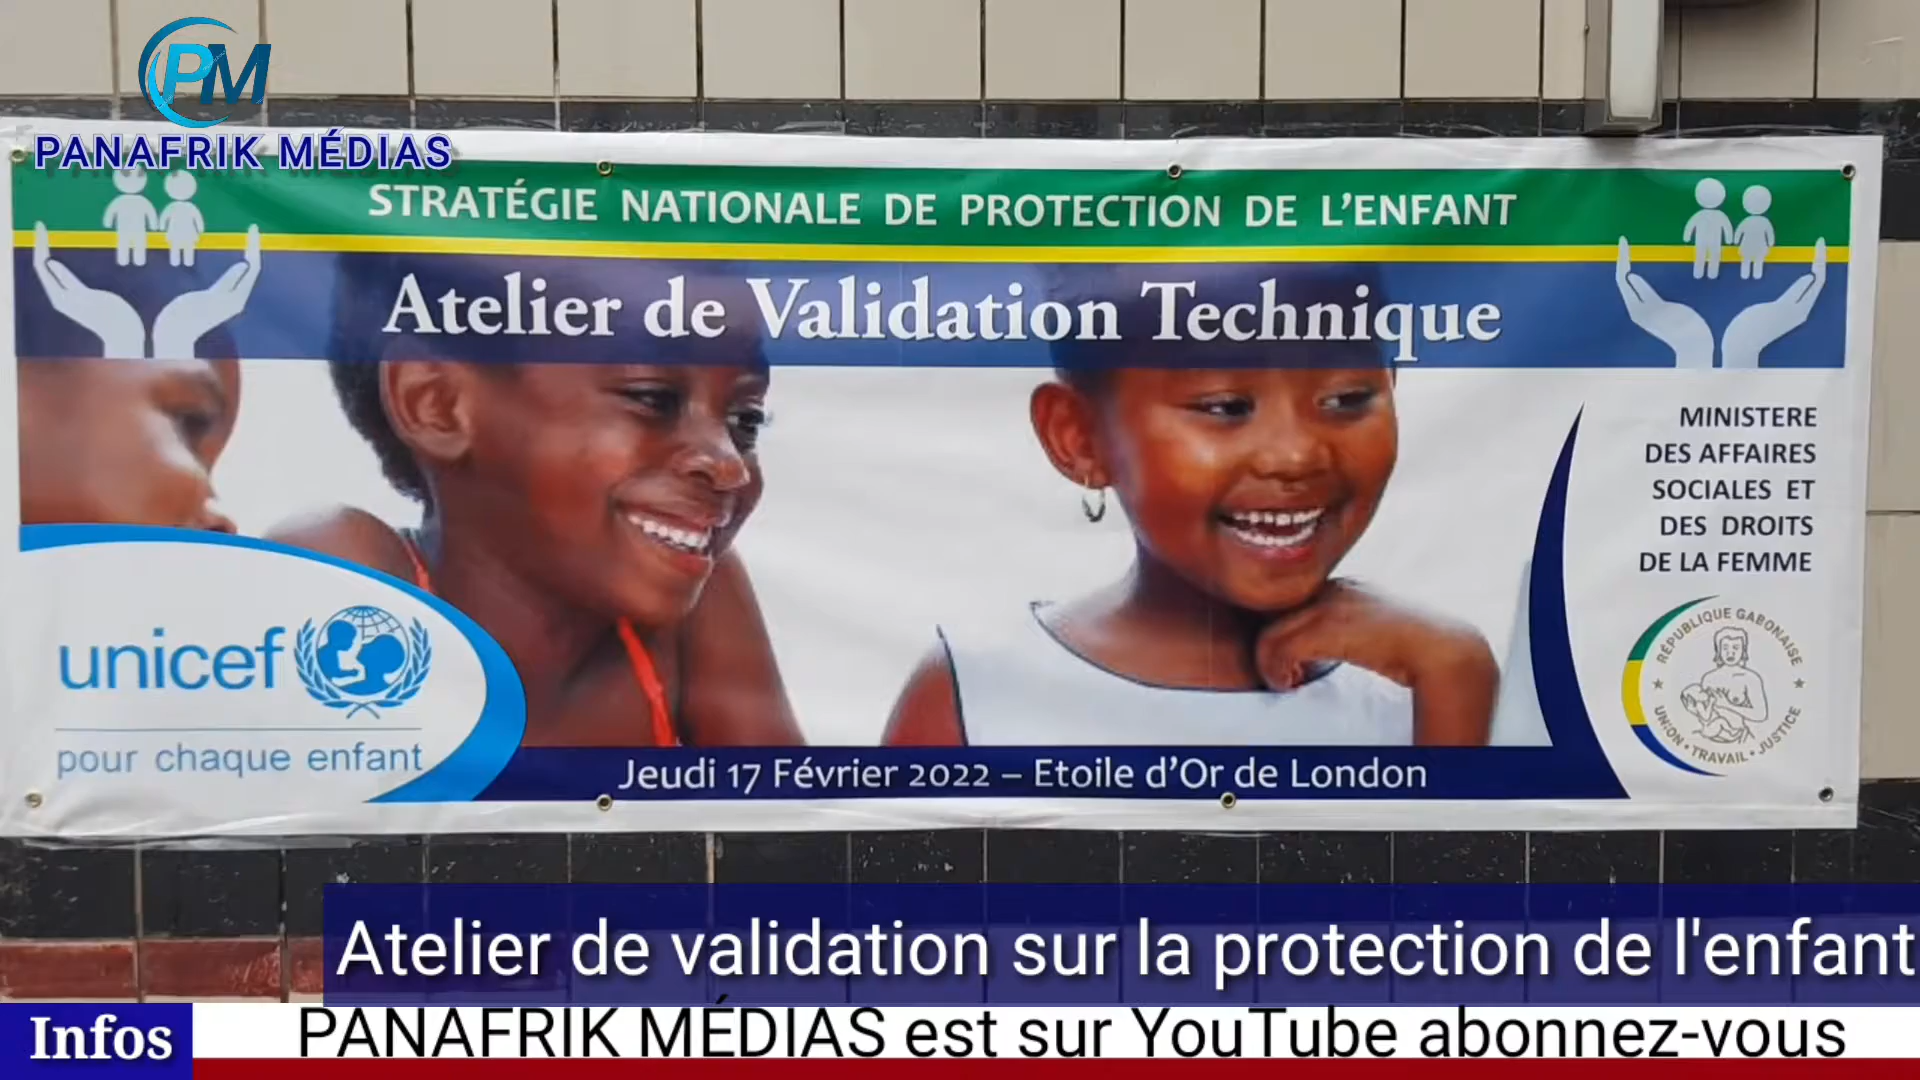 PM
PANAFRIK MÉDIAS
STRATÉGIE NATIONALE DE PROTECTION DE L'ENFANT
Atelier de Validation Technique
MINISTERE
DES AFFAIRES
SOCIALES ET
DES DROITS
DE LA FEMME
RÉPUBLIQUE GABONAISE
UNION • TRAVAIL • JUSTICE
unicef
pour chaque enfant
Jeudi 17 Février 2022 – Etoile d'Or de London
Atelier de validation sur la protection de l'enfant
Infos
PANAFRIK MÉDIAS est sur YouTube abonnez-vous